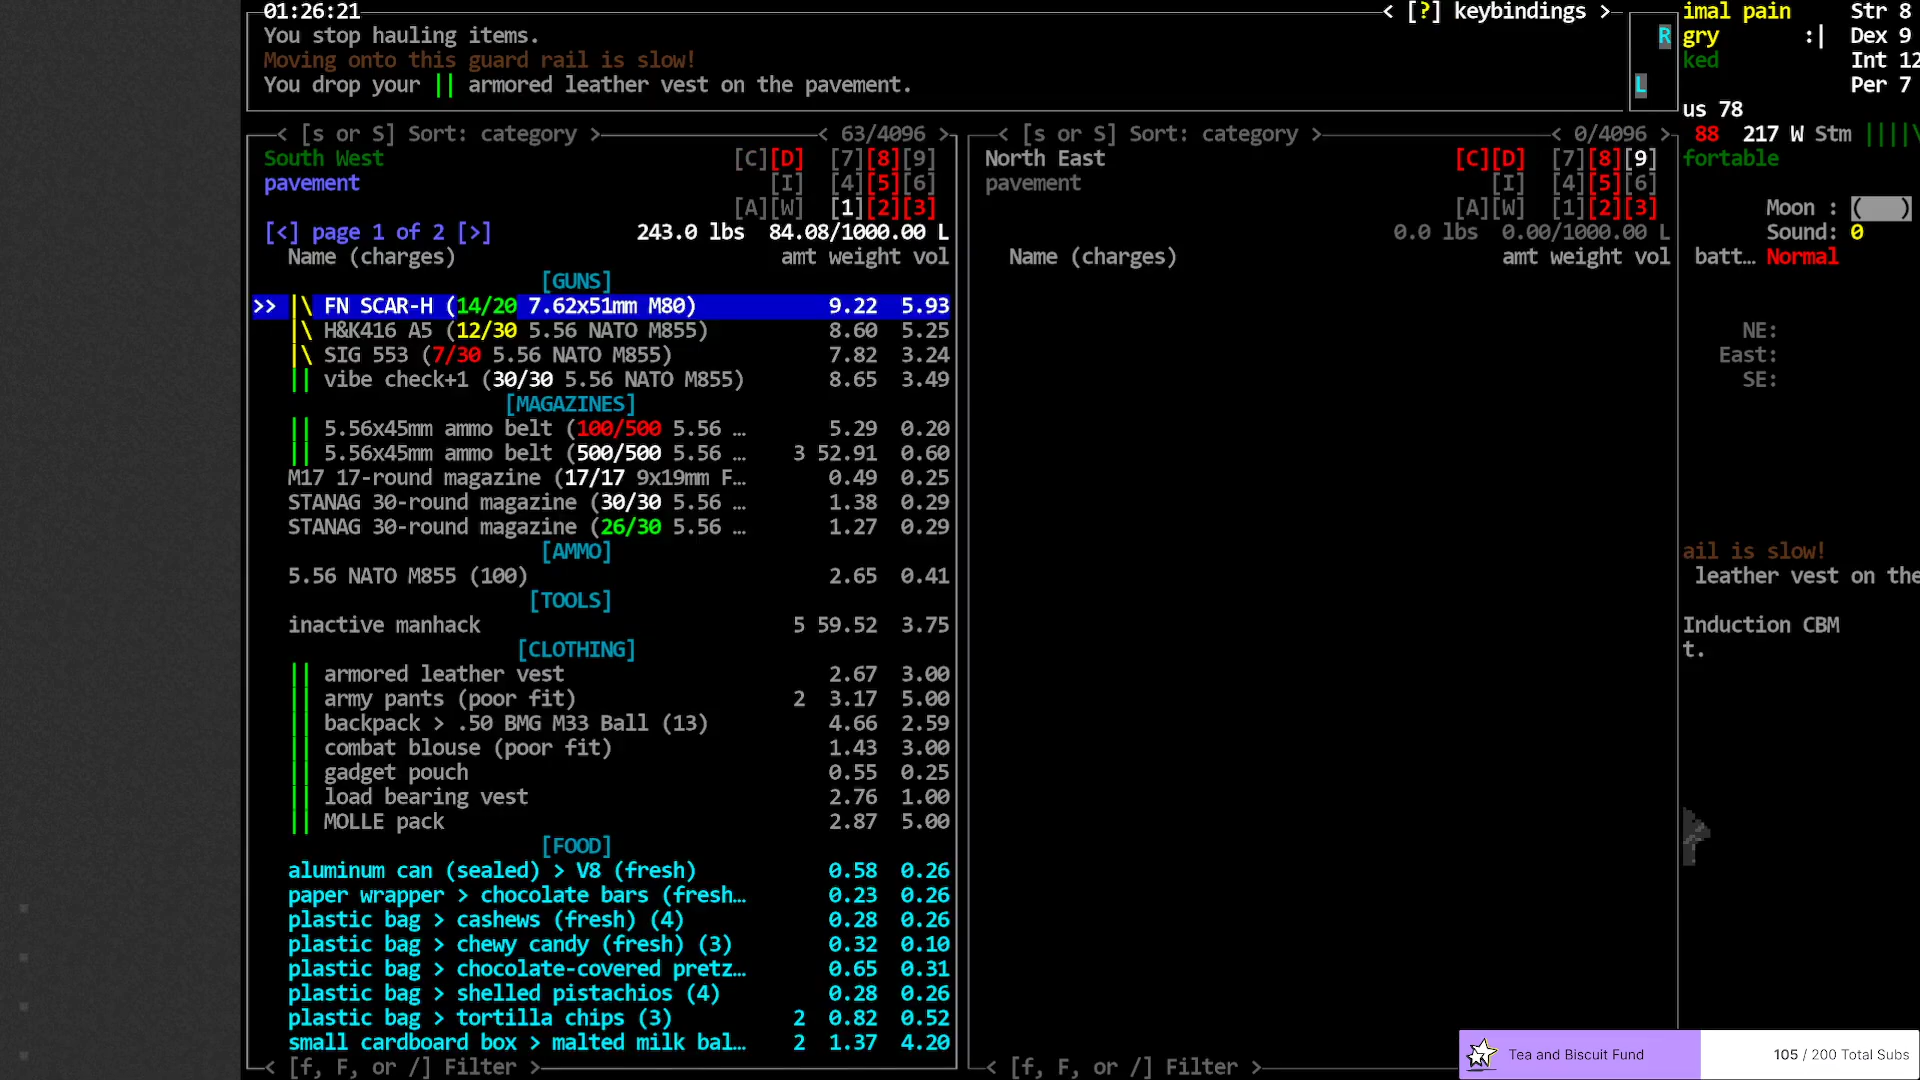 01:26:21
< [?] keybindings >
You stop hauling items.
Moving onto this guard rail is slow!
You drop your || armored leather vest on the pavement.
R
L
imal pain Str 8
gry :| Dex 9
ked Int 12
Per 7
us 78
88 217 W Stm ||||\
fortable
Moon : ( )
Sound: 0
batt… Normal
NE:
East:
SE:
ail is slow!
leather vest on the
Induction CBM
t.
< [s or S] Sort: category > < 63/4096 >
South West [C][D] [7][8][9]
pavement [I] [4][5][6]
[A][W] [1][2][3]
[<] page 1 of 2 [>] 243.0 lbs 84.08/1000.00 L
Name (charges) amt weight vol
[GUNS]
>> |\ FN SCAR-H (14/20 7.62x51mm M80) 9.22 5.93
|\ H&K416 A5 (12/30 5.56 NATO M855) 8.60 5.25
|\ SIG 553 (7/30 5.56 NATO M855) 7.82 3.24
|| vibe check+1 (30/30 5.56 NATO M855) 8.65 3.49
[MAGAZINES]
|| 5.56x45mm ammo belt (100/500 5.56 … 5.29 0.20
|| 5.56x45mm ammo belt (500/500 5.56 … 3 52.91 0.60
M17 17-round magazine (17/17 9x19mm F… 0.49 0.25
STANAG 30-round magazine (30/30 5.56 … 1.38 0.29
STANAG 30-round magazine (26/30 5.56 … 1.27 0.29
[AMMO]
5.56 NATO M855 (100) 2.65 0.41
[TOOLS]
inactive manhack 5 59.52 3.75
[CLOTHING]
|| armored leather vest 2.67 3.00
|| army pants (poor fit) 2 3.17 5.00
|| backpack > .50 BMG M33 Ball (13) 4.66 2.59
|| combat blouse (poor fit) 1.43 3.00
|| gadget pouch 0.55 0.25
|| load bearing vest 2.76 1.00
|| MOLLE pack 2.87 5.00
[FOOD]
aluminum can (sealed) > V8 (fresh) 0.58 0.26
paper wrapper > chocolate bars (fresh… 0.23 0.26
plastic bag > cashews (fresh) (4) 0.28 0.26
plastic bag > chewy candy (fresh) (3) 0.32 0.10
plastic bag > chocolate-covered pretz… 0.65 0.31
plastic bag > shelled pistachios (4) 0.28 0.26
plastic bag > tortilla chips (3) 2 0.82 0.52
small cardboard box > malted milk bal… 2 1.37 4.20
< [f, F, or /] Filter >
< [s or S] Sort: category > < 0/4096 >
North East [C][D] [7][8][9]
pavement [I] [4][5][6]
[A][W] [1][2][3]
0.0 lbs 0.00/1000.00 L
Name (charges) amt weight vol
< [f, F, or /] Filter >
Tea and Biscuit Fund 105 / 200 Total Subs